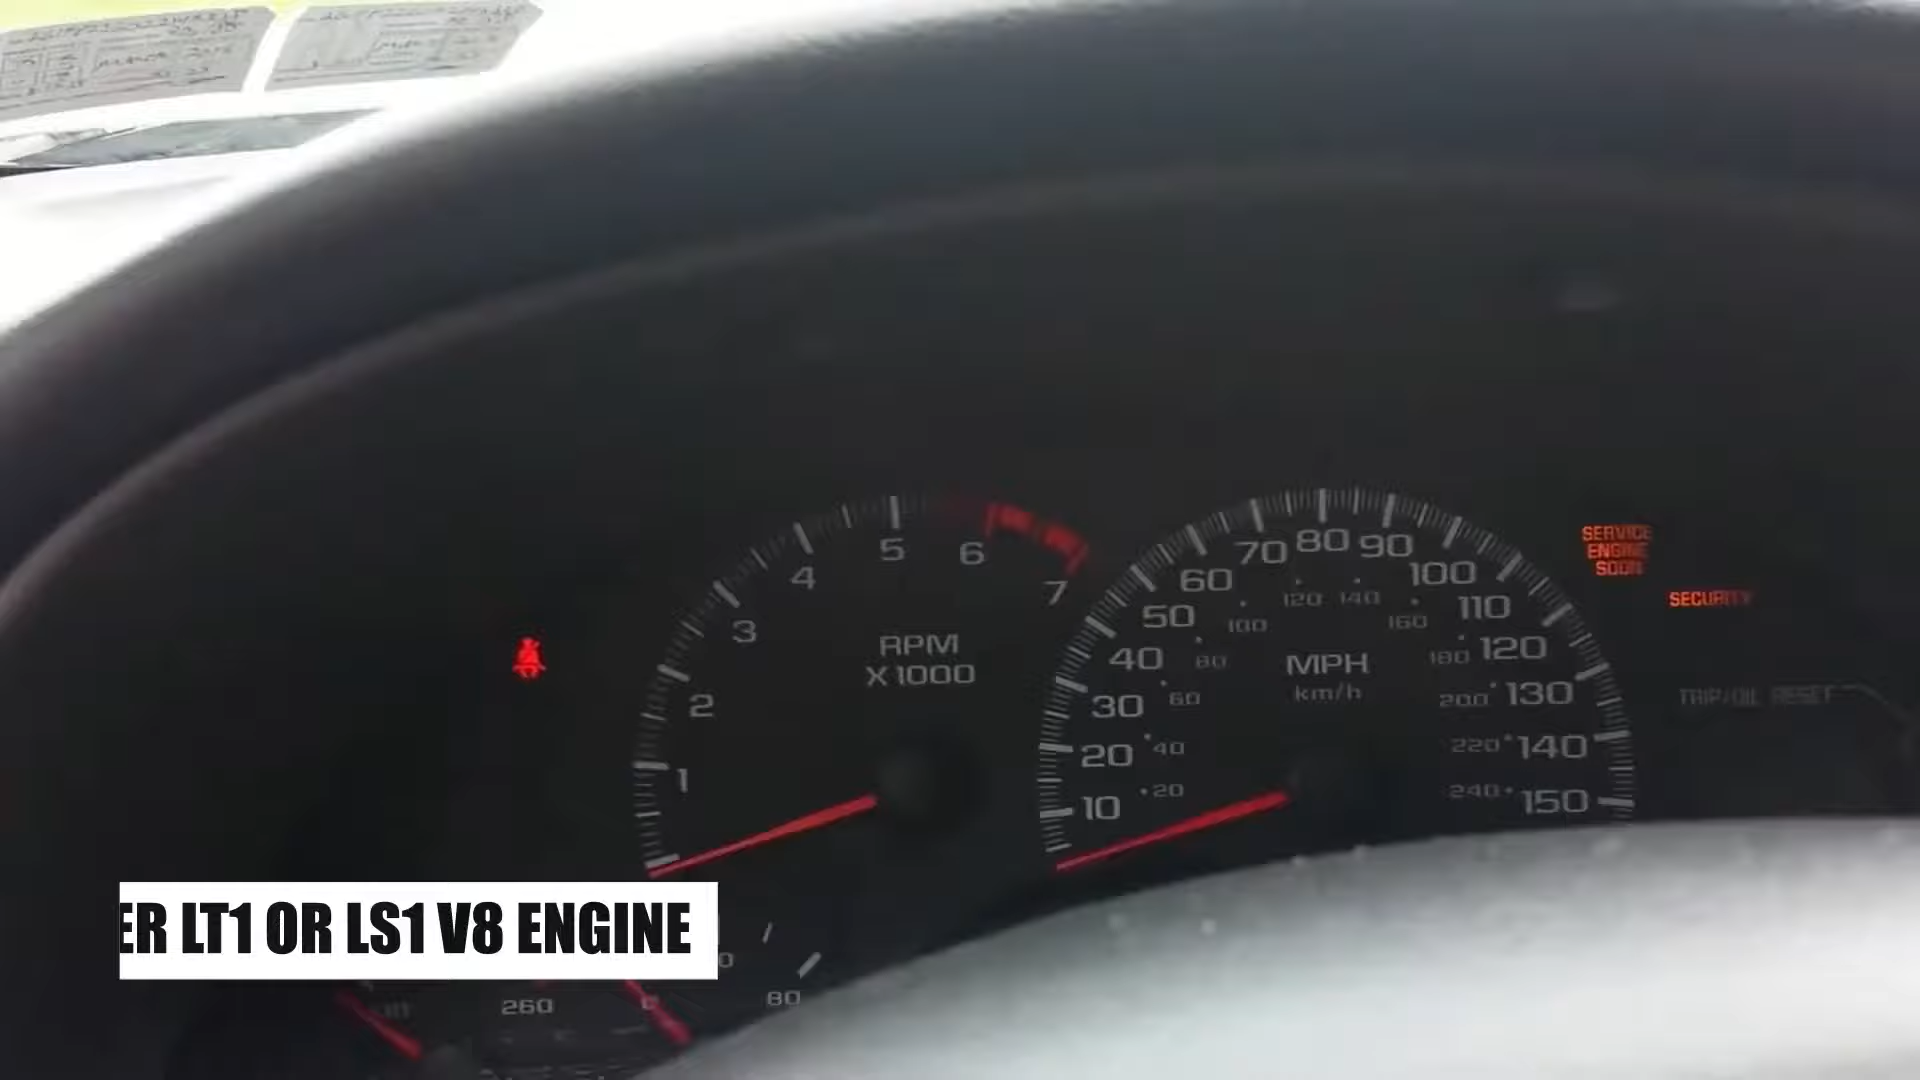 5
6
4
7
3
2
1
RPM
X1000
70 80 90
60
100
50
110
40
120
30
130
20
140
10
150
120 140
100
160
80
180
60
200
40
220
20
240
MPH
km/h
SERVICE
ENGINE
SOON
SECURITY
TRIP/OIL RESET
ER LT1 OR LS1 V8 ENGINE
260
80